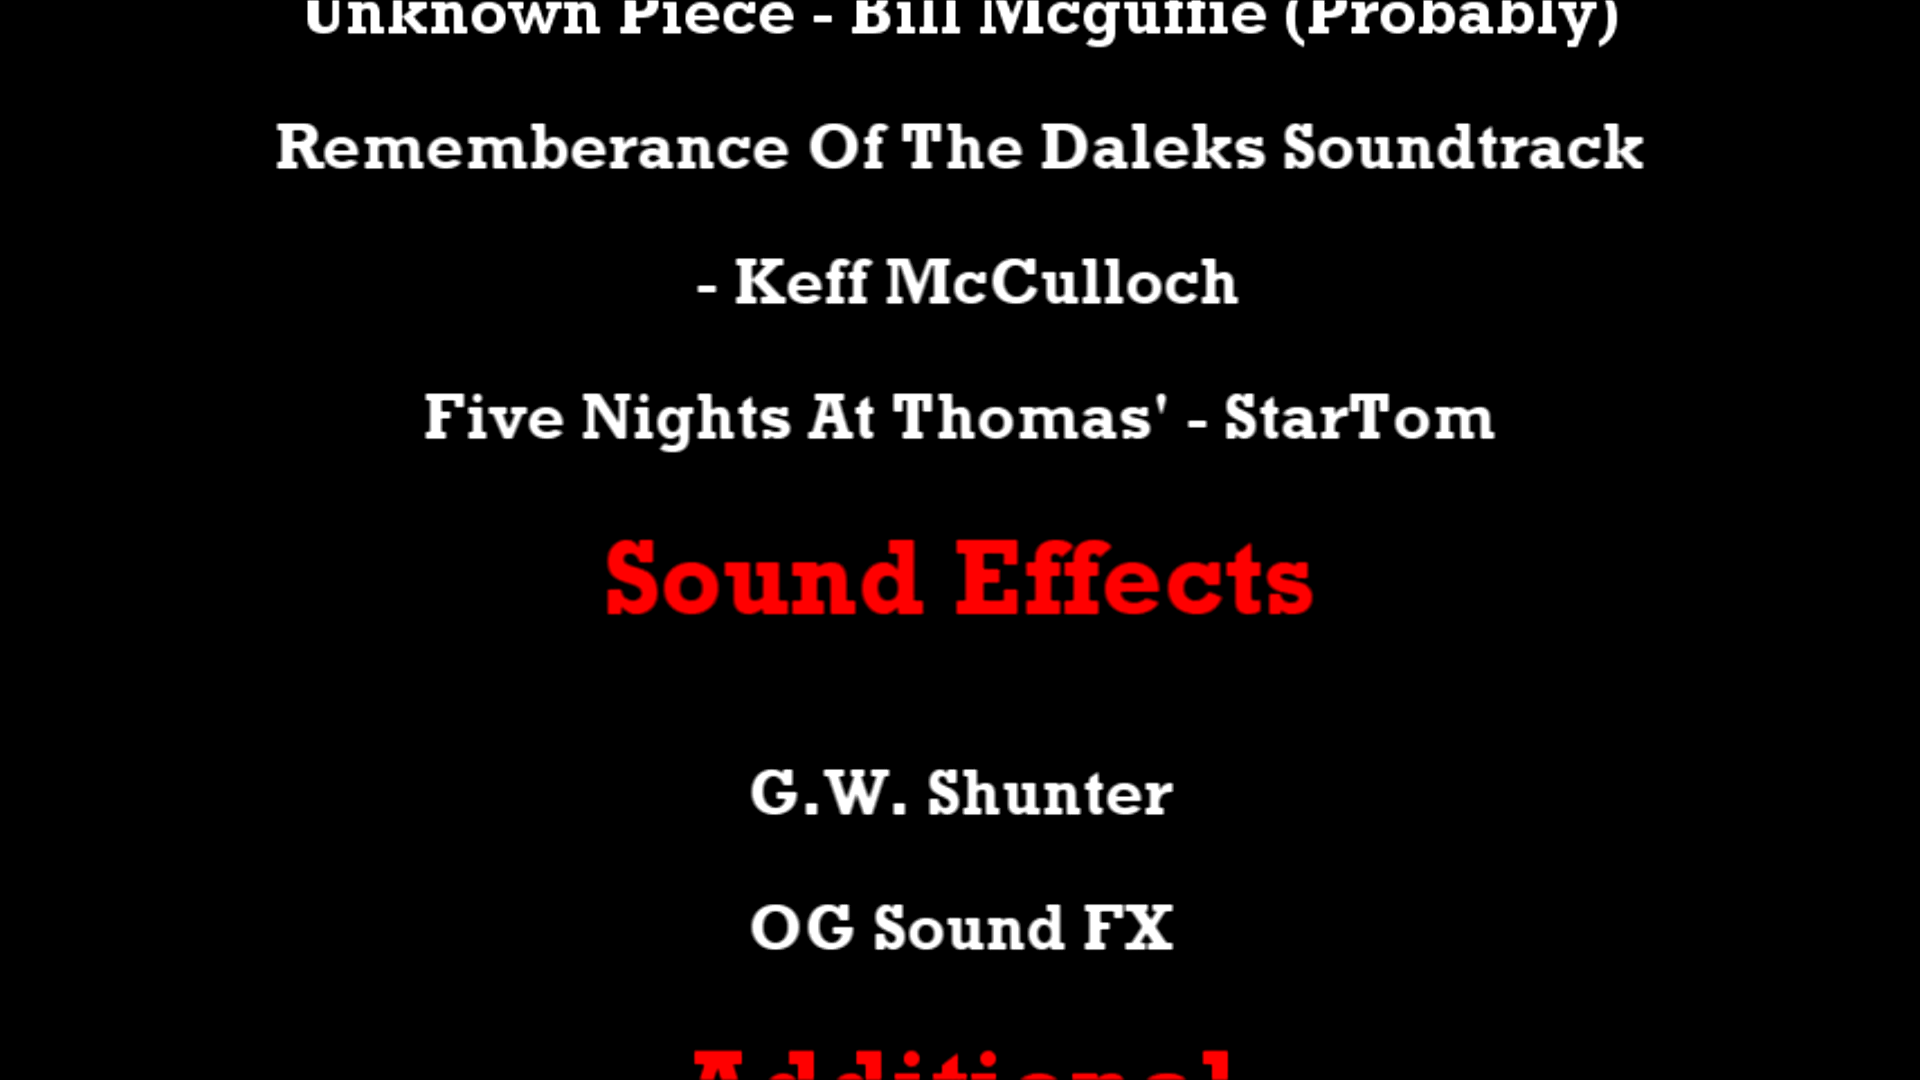 Unknown Piece - Bill Mcguffie (Probably)
Rememberance Of The Daleks Soundtrack
- Keff McCulloch
Five Nights At Thomas' - StarTom
Sound Effects
G.W. Shunter
OG Sound FX
Additional